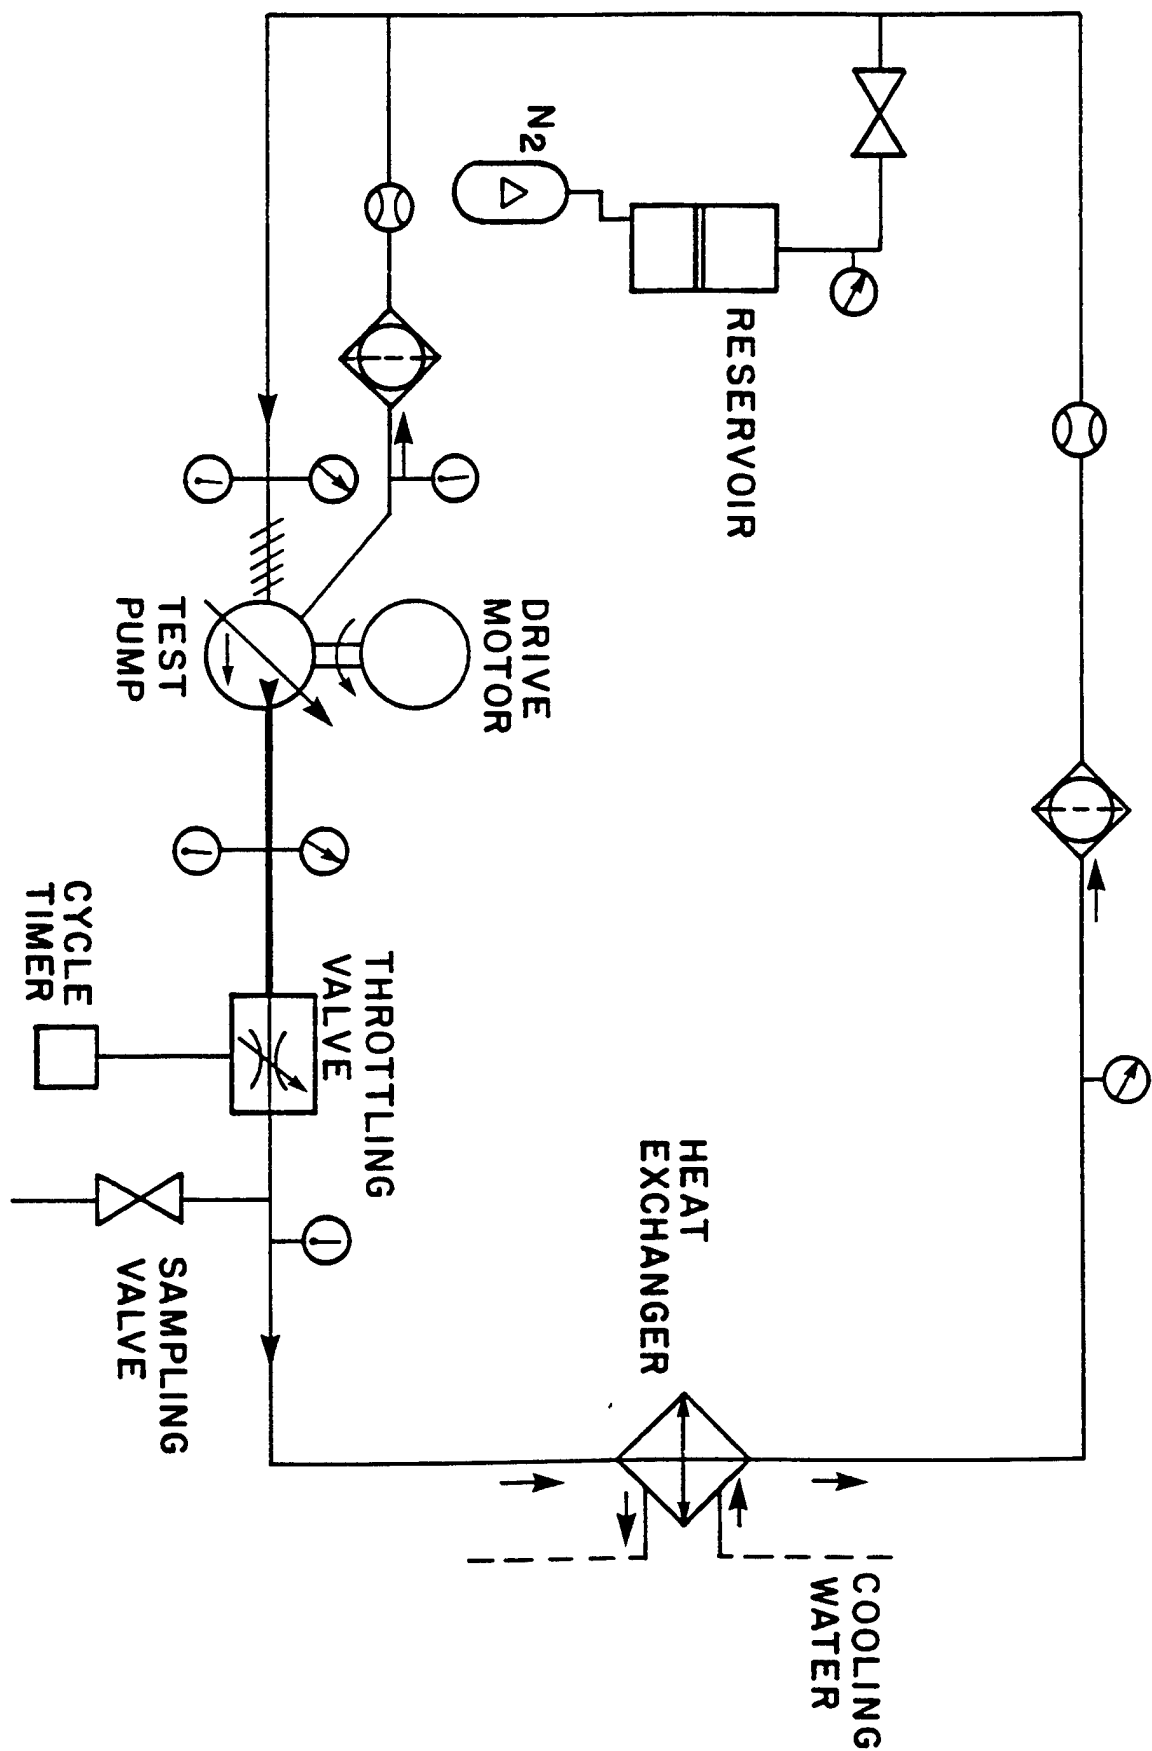 N2
RESERVOIR
DRIVE
MOTOR
TEST
PUMP
THROTTLING
VALVE
CYCLE
TIMER
SAMPLING
VALVE
HEAT
EXCHANGER
COOLING
WATER